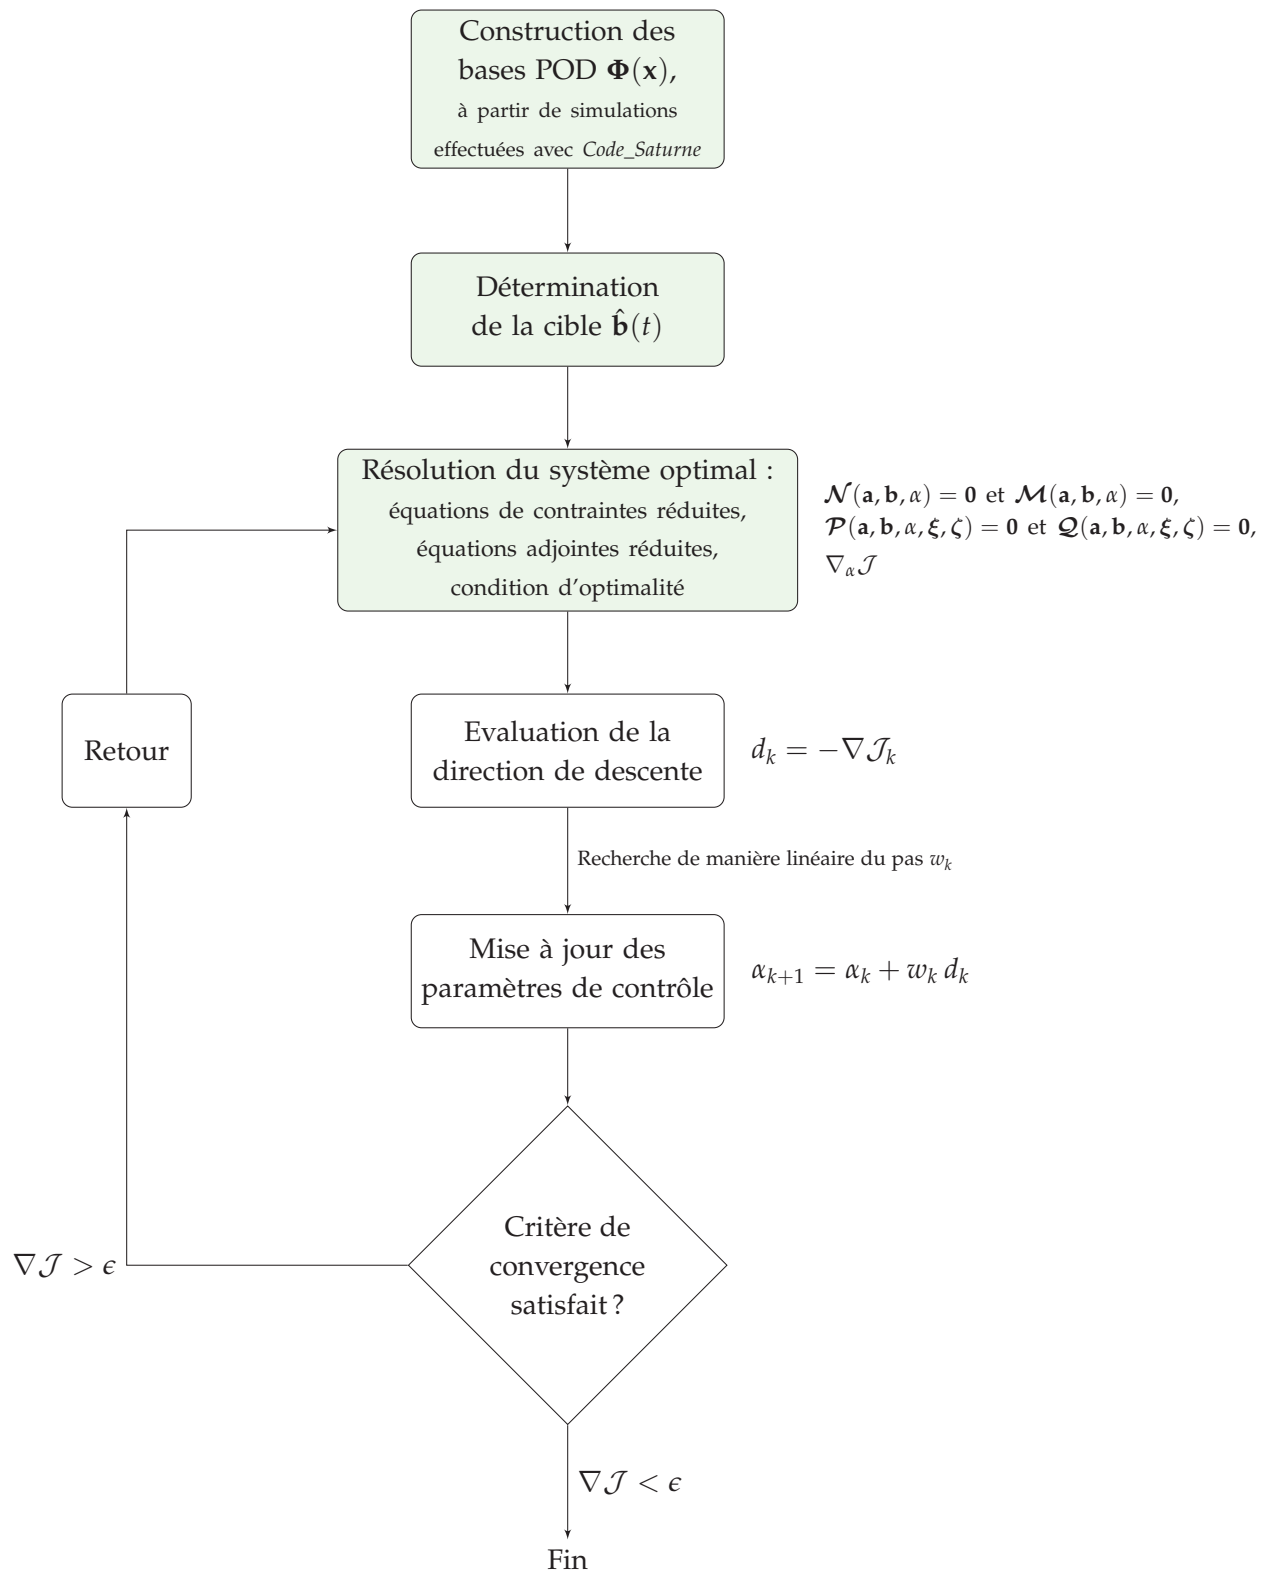 Construction des
bases POD Φ(x),
à partir de simulations
effectuées avec Code_Saturne
Détermination
de la cible b̂(t)
Résolution du système optimal :
équations de contraintes réduites,
équations adjointes réduites,
condition d'optimalité
𝓝(a, b, α) = 0 et 𝓜(a, b, α) = 0,
𝓟(a, b, α, ξ, ζ) = 0 et 𝓠(a, b, α, ξ, ζ) = 0,
∇_α 𝒥
Retour
Evaluation de la
direction de descente
d_k = −∇𝒥_k
Recherche de manière linéaire du pas w_k
Mise à jour des
paramètres de contrôle
α_{k+1} = α_k + w_k d_k
Critère de
convergence
satisfait ?
∇𝒥 > ϵ
∇𝒥 < ϵ
Fin